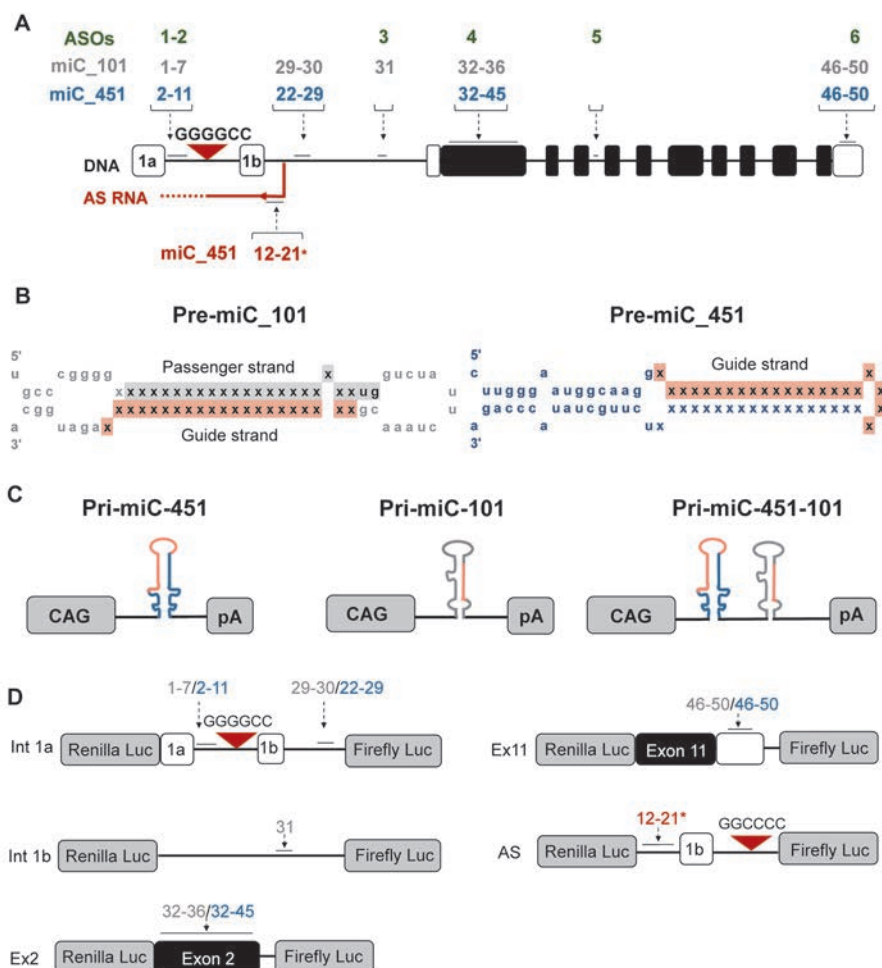 A
ASOs 1-2 3 4 5 6
miC_101 1-7 29-30 31 32-36 46-50
miC_451 2-11 22-29 32-45 46-50
GGGGCC
DNA 1a 1b
AS RNA
miC_451 12-21*
B
Pre-miC_101 Pre-miC_451
5' 5'
u c g g g g Passenger strand x g u c u a c a g x Guide strand x
g c c x x x x x x x x x x x x x x x x x x x u g u u u g g g a u g g c a a g x x x x x x x x x x x x x x x x x
c g g x x x x x x x x x x x x x x x x x x x g c u g a c c c u a u c g u u c x x x x x x x x x x x x x x x x
a u a g a x Guide strand a a a u c a a u x x
3' 3'
C
Pri-miC-451 Pri-miC-101 Pri-miC-451-101
CAG pA CAG pA CAG pA
D
1-7/2-11 29-30/22-29
GGGGCC
Int 1a Renilla Luc 1a 1b Firefly Luc
46-50/46-50
Ex11 Renilla Luc Exon 11 Firefly Luc
31
Int 1b Renilla Luc Firefly Luc
12-21* GGCCCC
AS Renilla Luc 1b Firefly Luc
32-36/32-45
Ex2 Renilla Luc Exon 2 Firefly Luc